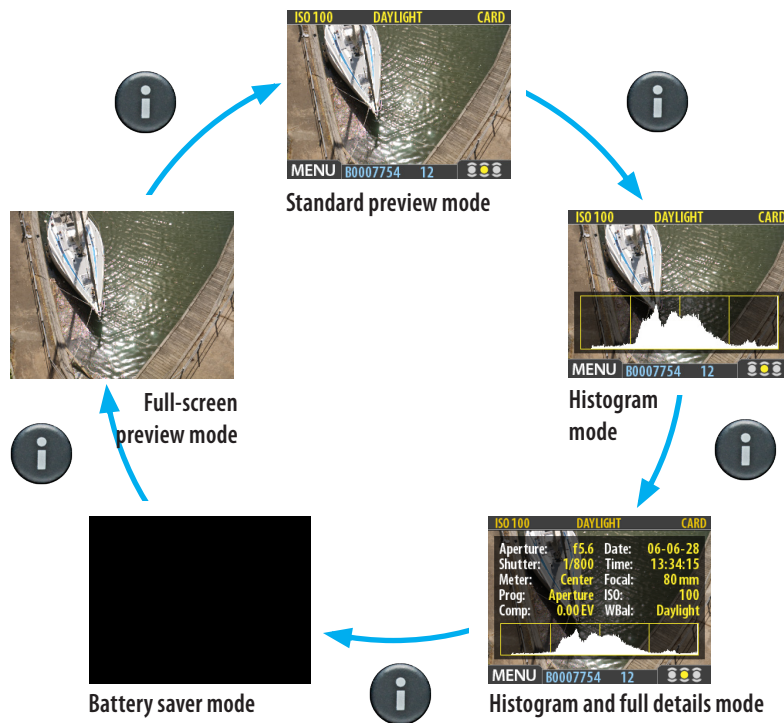 ISO 100 DAYLIGHT CARD
MENU B0007754 12
Standard preview mode
ISO 100 DAYLIGHT CARD
MENU B0007754 12
Histogram
mode
ISO 100 DAYLIGHT CARD
Aperture: f5.6 Date: 06-06-28
Shutter: 1/800 Time: 13:34:15
Meter: Center Focal: 80 mm
Prog: Aperture ISO: 100
Comp: 0.00 EV WBal: Daylight
MENU B0007754 12
Histogram and full details mode
Battery saver mode
Full-screen
preview mode
i
i
i
i
i